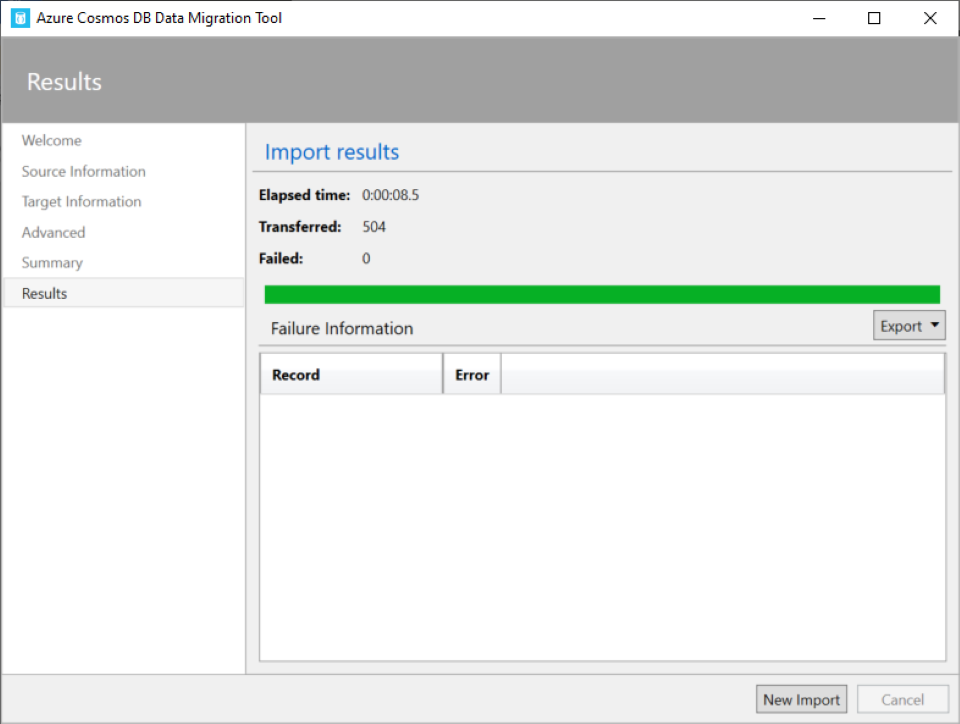 Azure Cosmos DB Data Migration Tool
Results
Welcome
Source Information
Target Information
Advanced
Summary
Results
Import results
Elapsed time: 0:00:08.5
Transferred: 504
Failed: 0
Failure Information
Export
Record Error
New Import Cancel